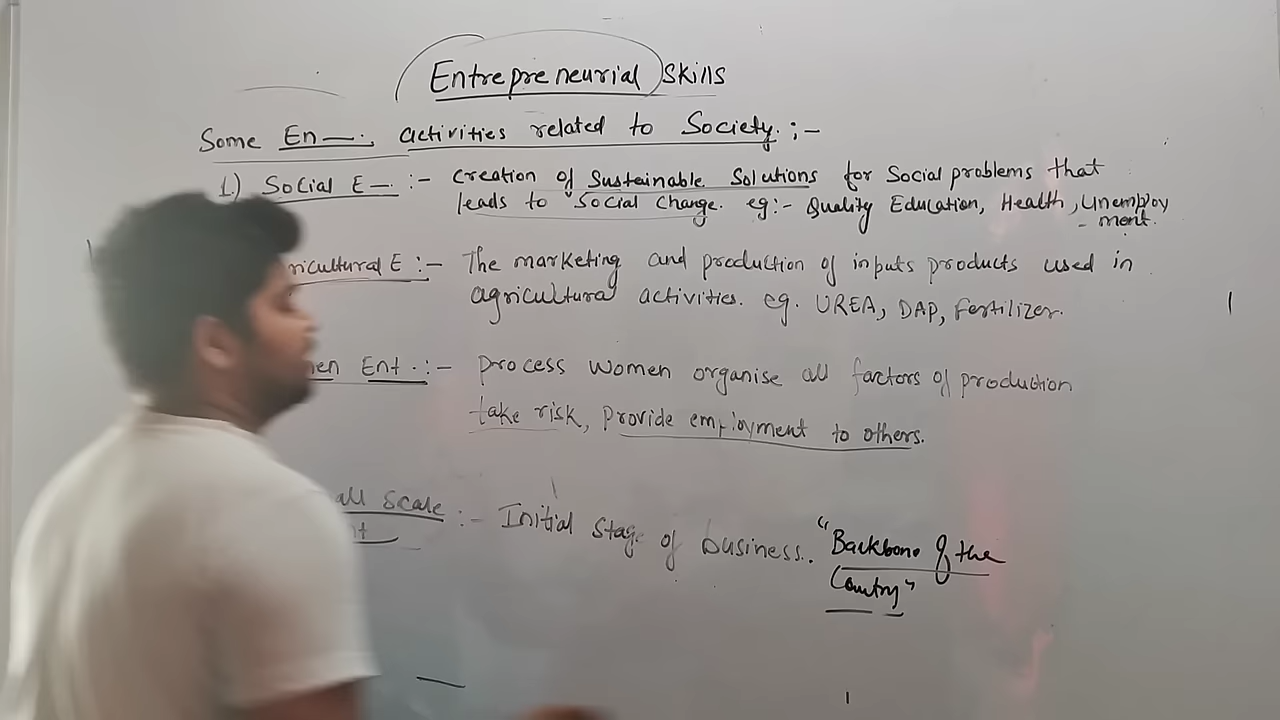 Entrepreneurial Skills
Some En—. activities related to Society. :-
1) Social E—. :- Creation of Sustainable Solutions for Social problems that
leads to "Social Change. eg:- Quality Education, Health, Unemploy
- ment.
ricultural E :- The marketing and production of inputs products used in
agricultural activities. eg. UREA, DAP, Fertilizer.
men Ent. :- Process Women organise all factors of production
take risk, Provide employment to others.
all Scale :- Initial Stage of business.. "Backbone of the
nt Country"